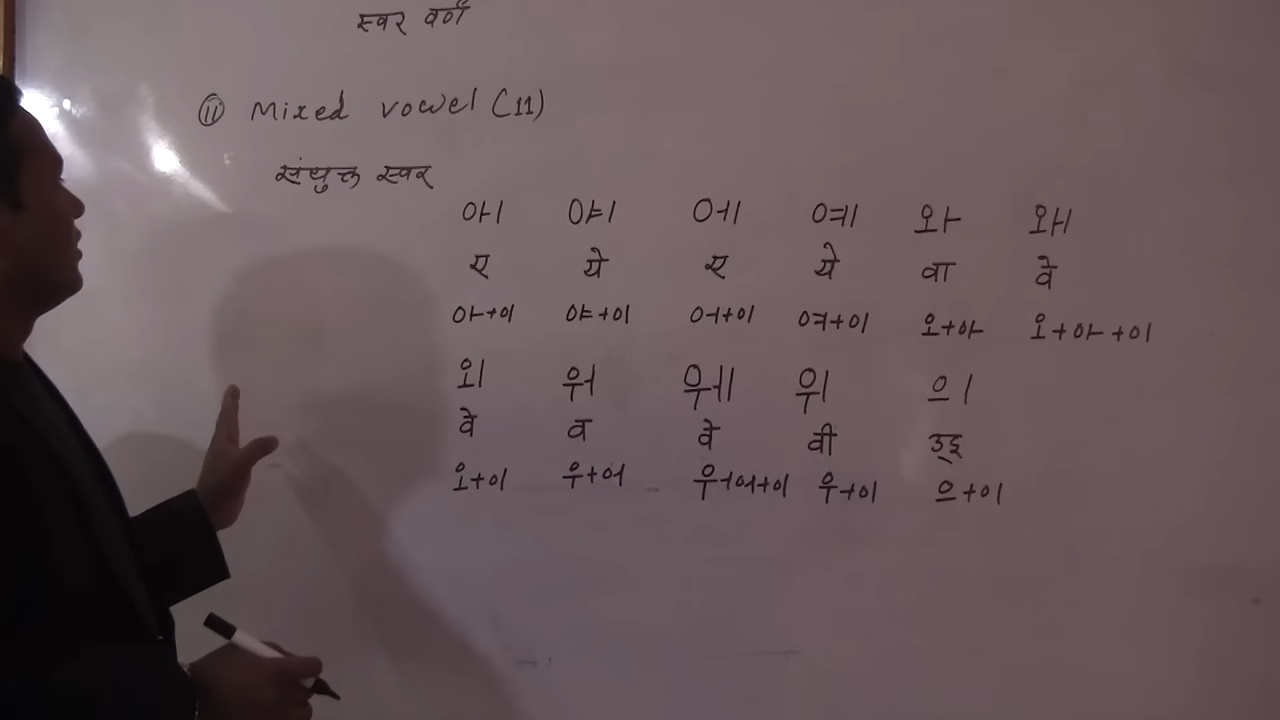 स्वर वर्ण
(ii) Mixed vowel (11)
संयुक्त स्वर
애 얘 에 예 와 왜
ए ये ए ये वा वे
아+이 야+이 어+이 여+이 오+아 오+아+이
외 워 웨 위 의
वे व वे वी उइ
오+이 우+어 우+어+이 우+이 으+이